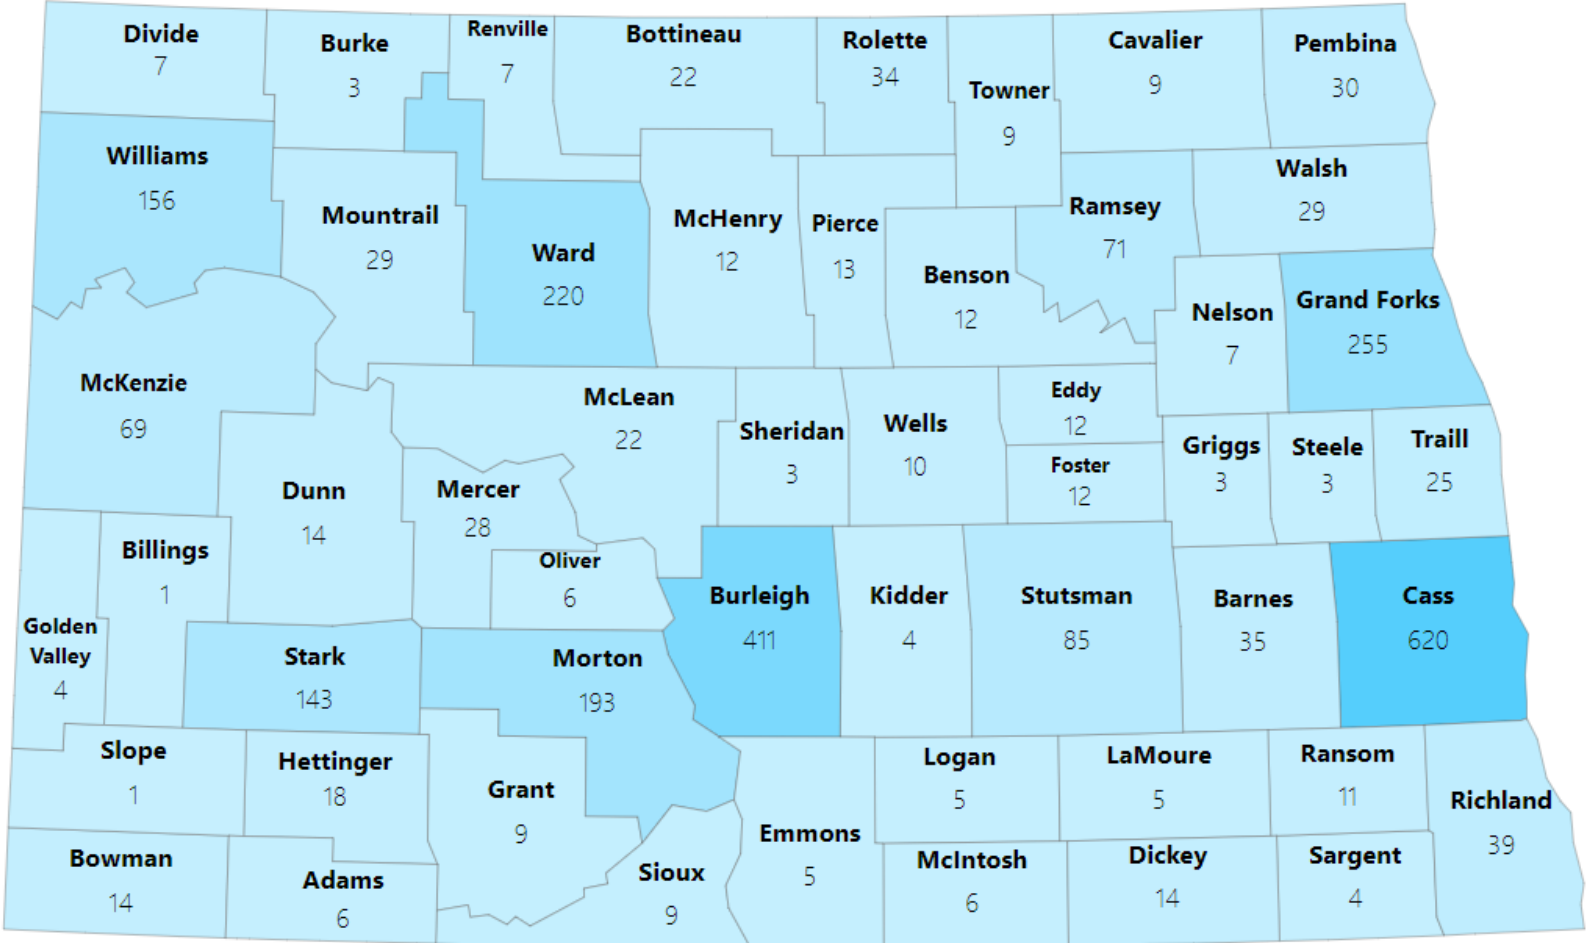 Divide
7
Burke
3
Renville
7
Bottineau
22
Rolette
34
Towner
9
Cavalier
9
Pembina
30
Williams
156
Mountrail
29
Ward
220
McHenry
12
Pierce
13
Benson
12
Ramsey
71
Walsh
29
Nelson
7
Grand Forks
255
McKenzie
69
Dunn
14
McLean
22
Mercer
28
Oliver
6
Sheridan
3
Wells
10
Eddy
12
Foster
12
Griggs
3
Steele
3
Traill
25
Golden
Valley
4
Billings
1
Stark
143
Morton
193
Burleigh
411
Kidder
4
Stutsman
85
Barnes
35
Cass
620
Slope
1
Hettinger
18
Grant
9
Bowman
14
Adams
6
Sioux
9
Emmons
5
Logan
5
LaMoure
5
Ransom
11
Richland
39
McIntosh
6
Dickey
14
Sargent
4